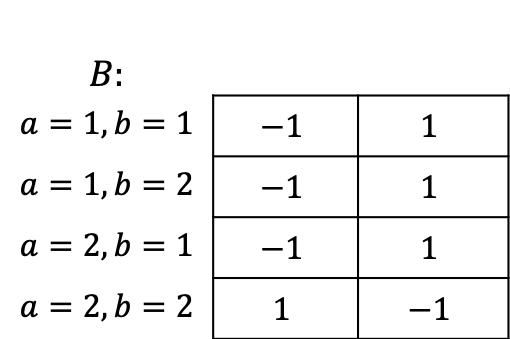 B:
a = 1, b = 1 −1 1
a = 1, b = 2 −1 1
a = 2, b = 1 −1 1
a = 2, b = 2 1 −1